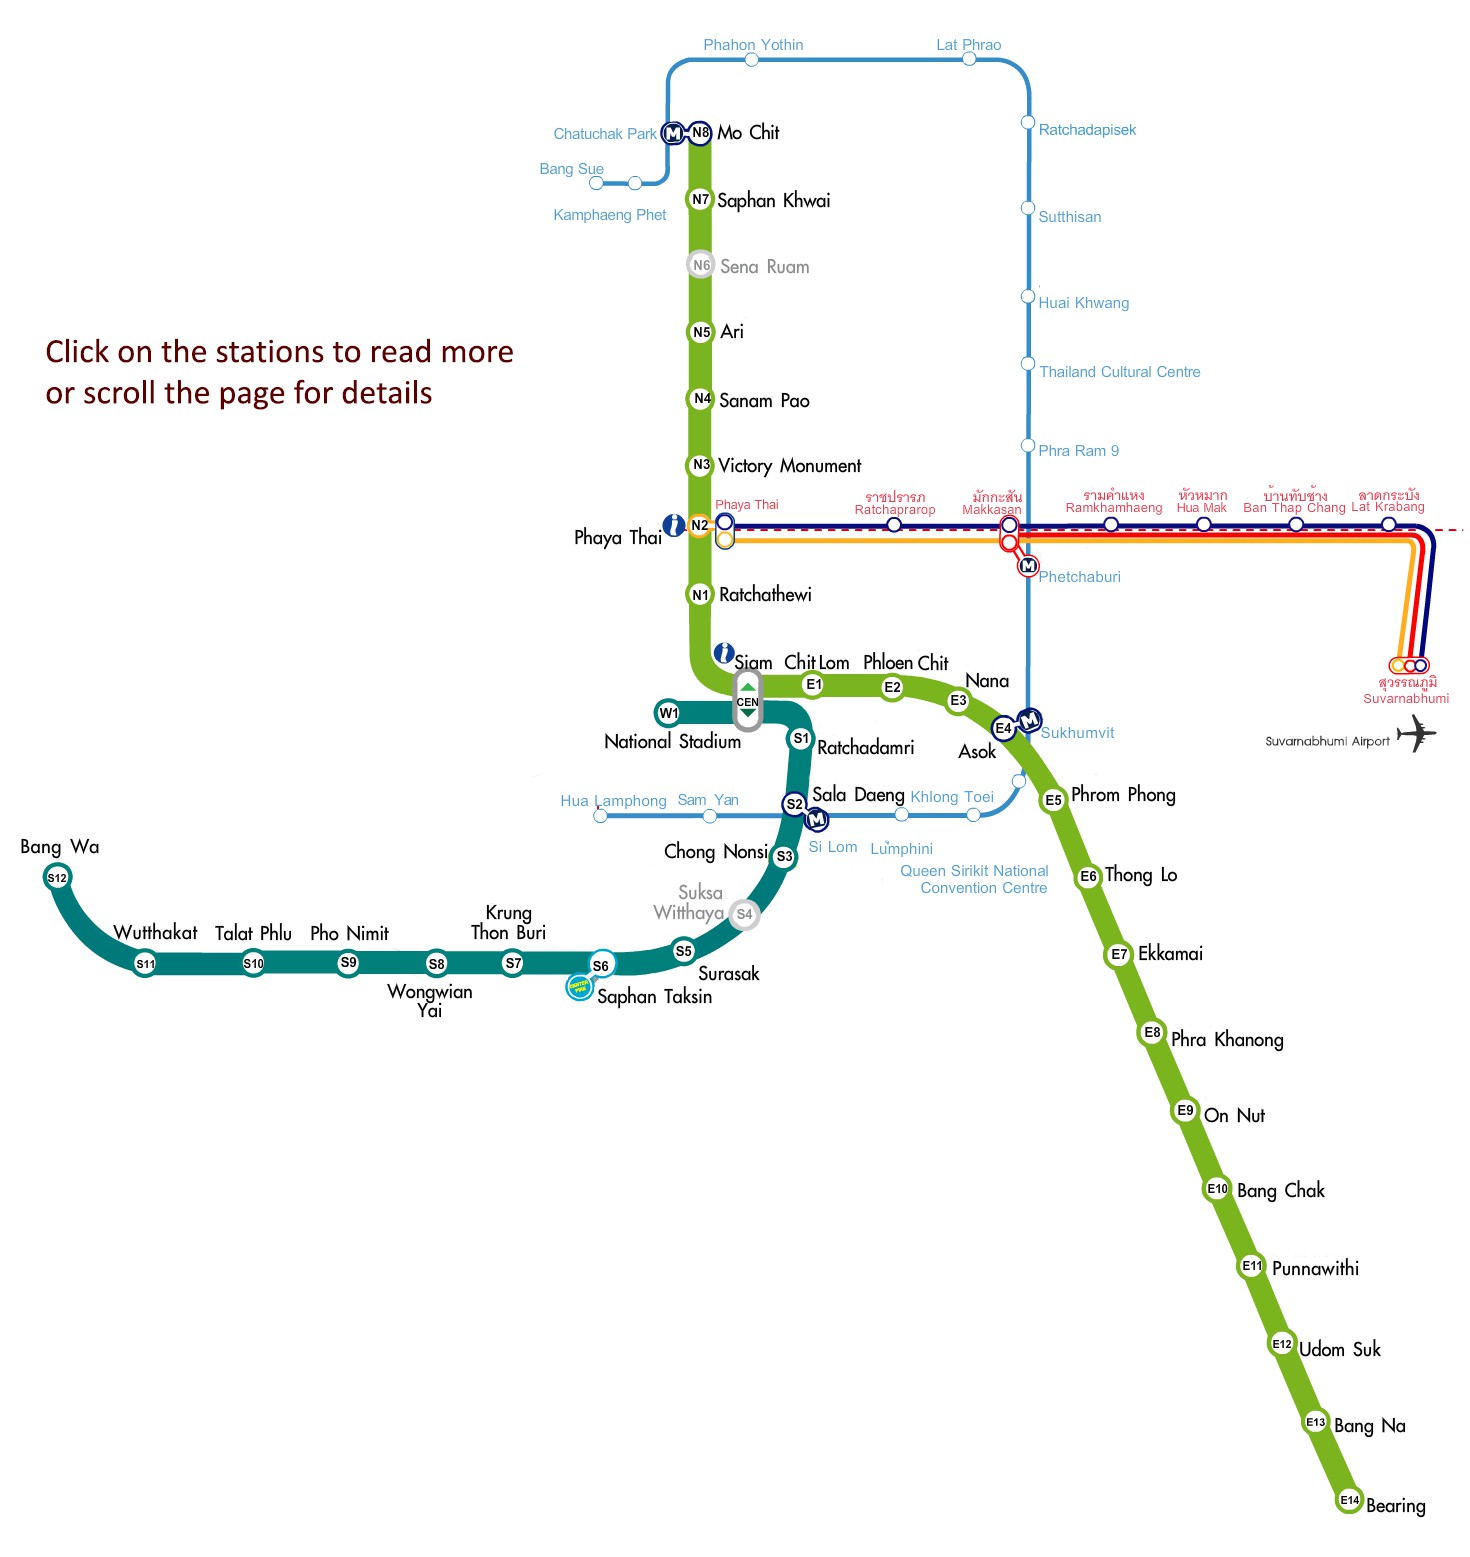 Phahon Yothin
Lat Phrao
Chatuchak Park
M
N8
Mo Chit
Ratchadapisek
Bang Sue
Kamphaeng Phet
N7
Saphan Khwai
Sutthisan
N6
Sena Ruam
Huai Khwang
N5
Ari
Click on the stations to read more
or scroll the page for details
Thailand Cultural Centre
N4
Sanam Pao
Phra Ram 9
N3
Victory Monument
Phaya Thai
ราชปรารภ
Ratchaprarop
มักกะสัน
Makkasan
รามคำแหง
Ramkhamhaeng
หัวหมาก
Hua Mak
บ้านทับช้าง
Ban Thap Chang
ลาดกระบัง
Lat Krabang
i
N2
Phaya Thai
M
Phetchaburi
N1
Ratchathewi
i
Siam
Chit Lom
Phloen Chit
Nana
CEN
E1
E2
E3
สุวรรณภูมิ
Suvarnabhumi
W1
National Stadium
S1
Ratchadamri
E4
M
Asok
Sukhumvit
Suvarnabhumi Airport
Hua Lamphong
Sam Yan
S2
Sala Daeng
Khlong Toei
E5
Phrom Phong
M
Si Lom
Lumphini
Queen Sirikit National
Convention Centre
Chong Nonsi
S3
E6
Thong Lo
Bang Wa
S12
Suksa
Witthaya
S4
Wutthakat
Talat Phlu
Pho Nimit
Krung
Thon Buri
S11
S10
S9
S8
S7
S6
S5
Surasak
E7
Ekkamai
Wongwian
Yai
Saphan Taksin
E8
Phra Khanong
E9
On Nut
E10
Bang Chak
E11
Punnawithi
E12
Udom Suk
E13
Bang Na
E14
Bearing